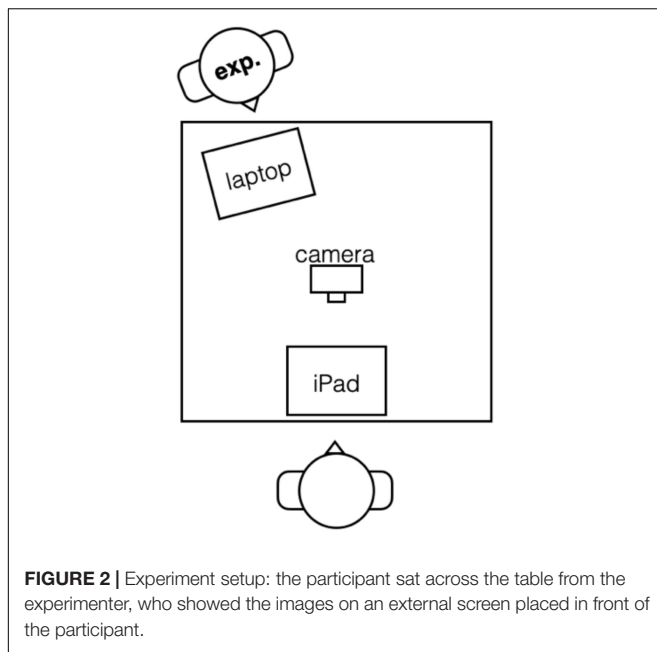 exp.
laptop
camera
iPad
FIGURE 2 | Experiment setup: the participant sat across the table from the
experimenter, who showed the images on an external screen placed in front of
the participant.